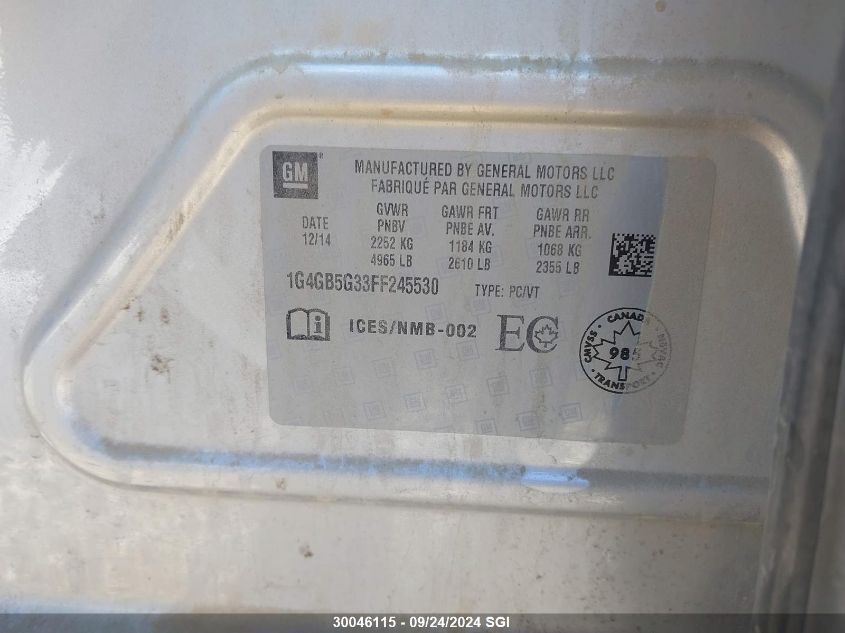 GM ®
MANUFACTURED BY GENERAL MOTORS LLC
FABRIQUÉ PAR GENERAL MOTORS LLC
DATE
12/14
GVWR
PNBV
2252 KG
4965 LB
GAWR FRT
PNBE AV.
1184 KG
2610 LB
GAWR RR
PNBE ARR.
1068 KG
2355 LB
1G4GB5G33FF245530 TYPE: PC/VT
i ICES/NMB-002 EC
CANADA
CMVSS
NSVAC
TRANSPORT
30046115 - 09/24/2024 SGI